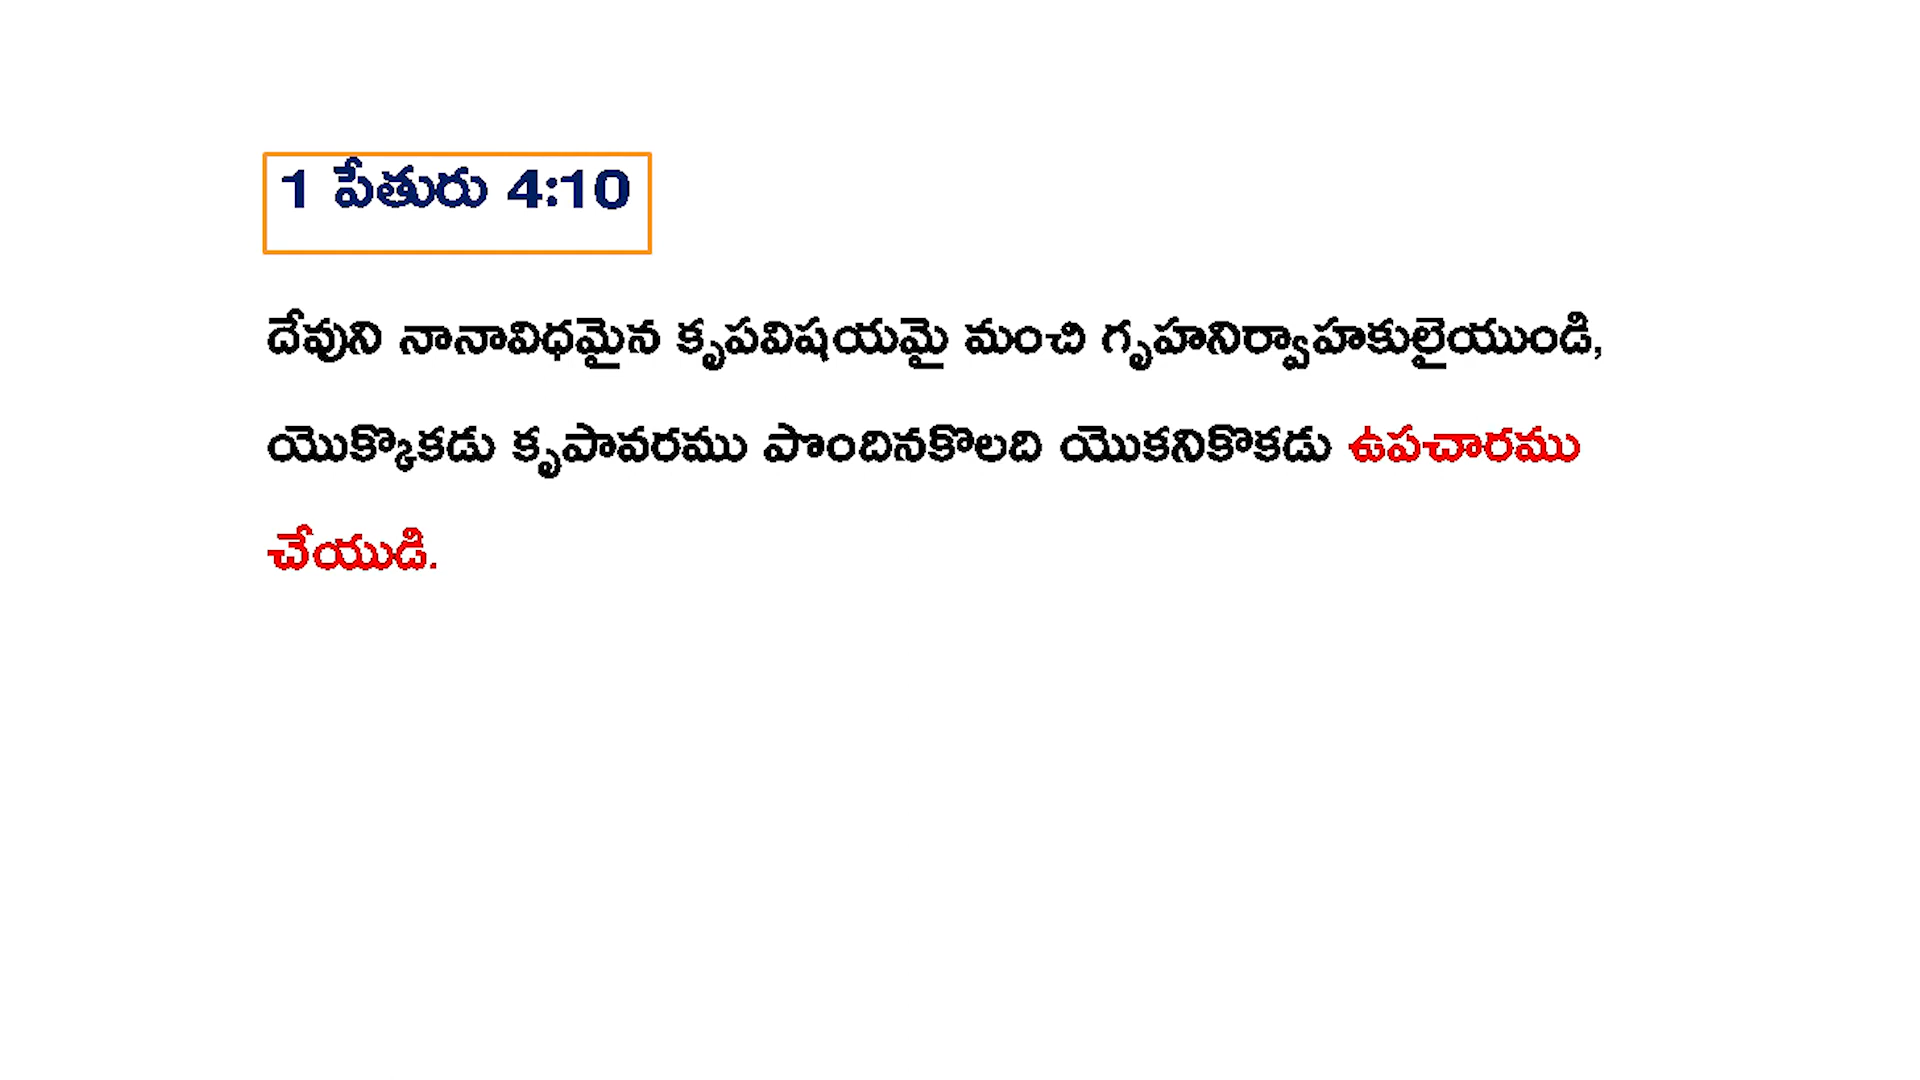 1 పేతురు 4:10
దేవుని నానావిధమైన కృపవిషయమై మంచి గృహనిర్వాహకులైయుండి,
యొక్కొకడు కృపావరము పొందినకొలది యొకనికొకడు ఉపచారము
చేయుడి.